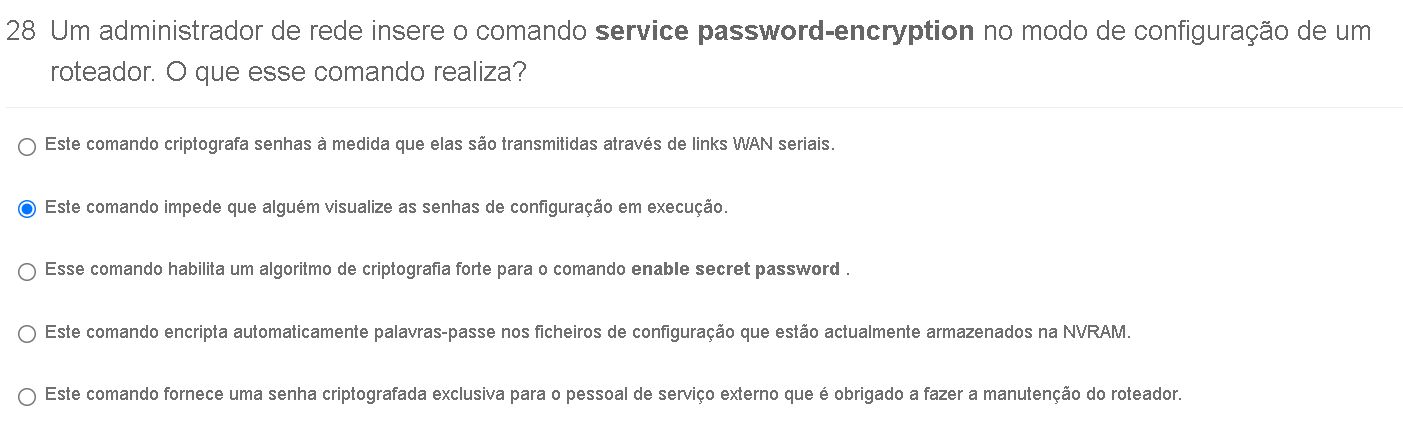 28 Um administrador de rede insere o comando service password-encryption no modo de configuração de um
roteador. O que esse comando realiza?
Este comando criptografa senhas à medida que elas são transmitidas através de links WAN seriais.
Este comando impede que alguém visualize as senhas de configuração em execução.
Esse comando habilita um algoritmo de criptografia forte para o comando enable secret password .
Este comando encripta automaticamente palavras-passe nos ficheiros de configuração que estão actualmente armazenados na NVRAM.
Este comando fornece uma senha criptografada exclusiva para o pessoal de serviço externo que é obrigado a fazer a manutenção do roteador.